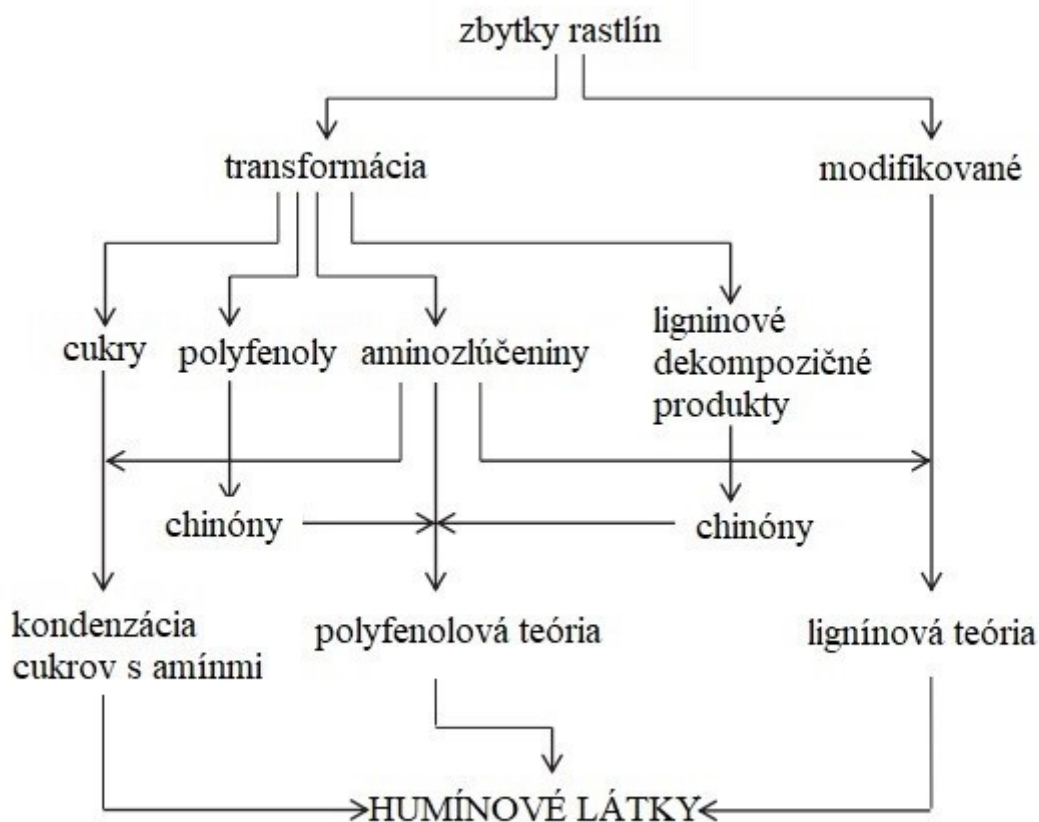 zbytky rastlín
transformácia
modifikované
cukry
polyfenoly
aminozlúčeniny
ligninové
dekompozičné
produkty
chinóny
chinóny
kondenzácia
cukrov s amínmi
polyfenolová teória
lignínová teória
HUMÍNOVÉ LÁTKY